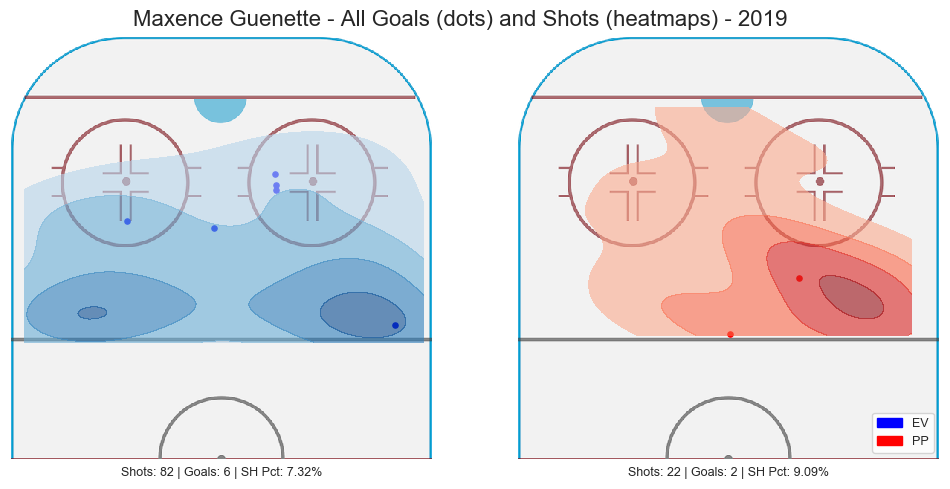 Maxence Guenette - All Goals (dots) and Shots (heatmaps) - 2019
EV
PP
Shots: 82 | Goals: 6 | SH Pct: 7.32%
Shots: 22 | Goals: 2 | SH Pct: 9.09%